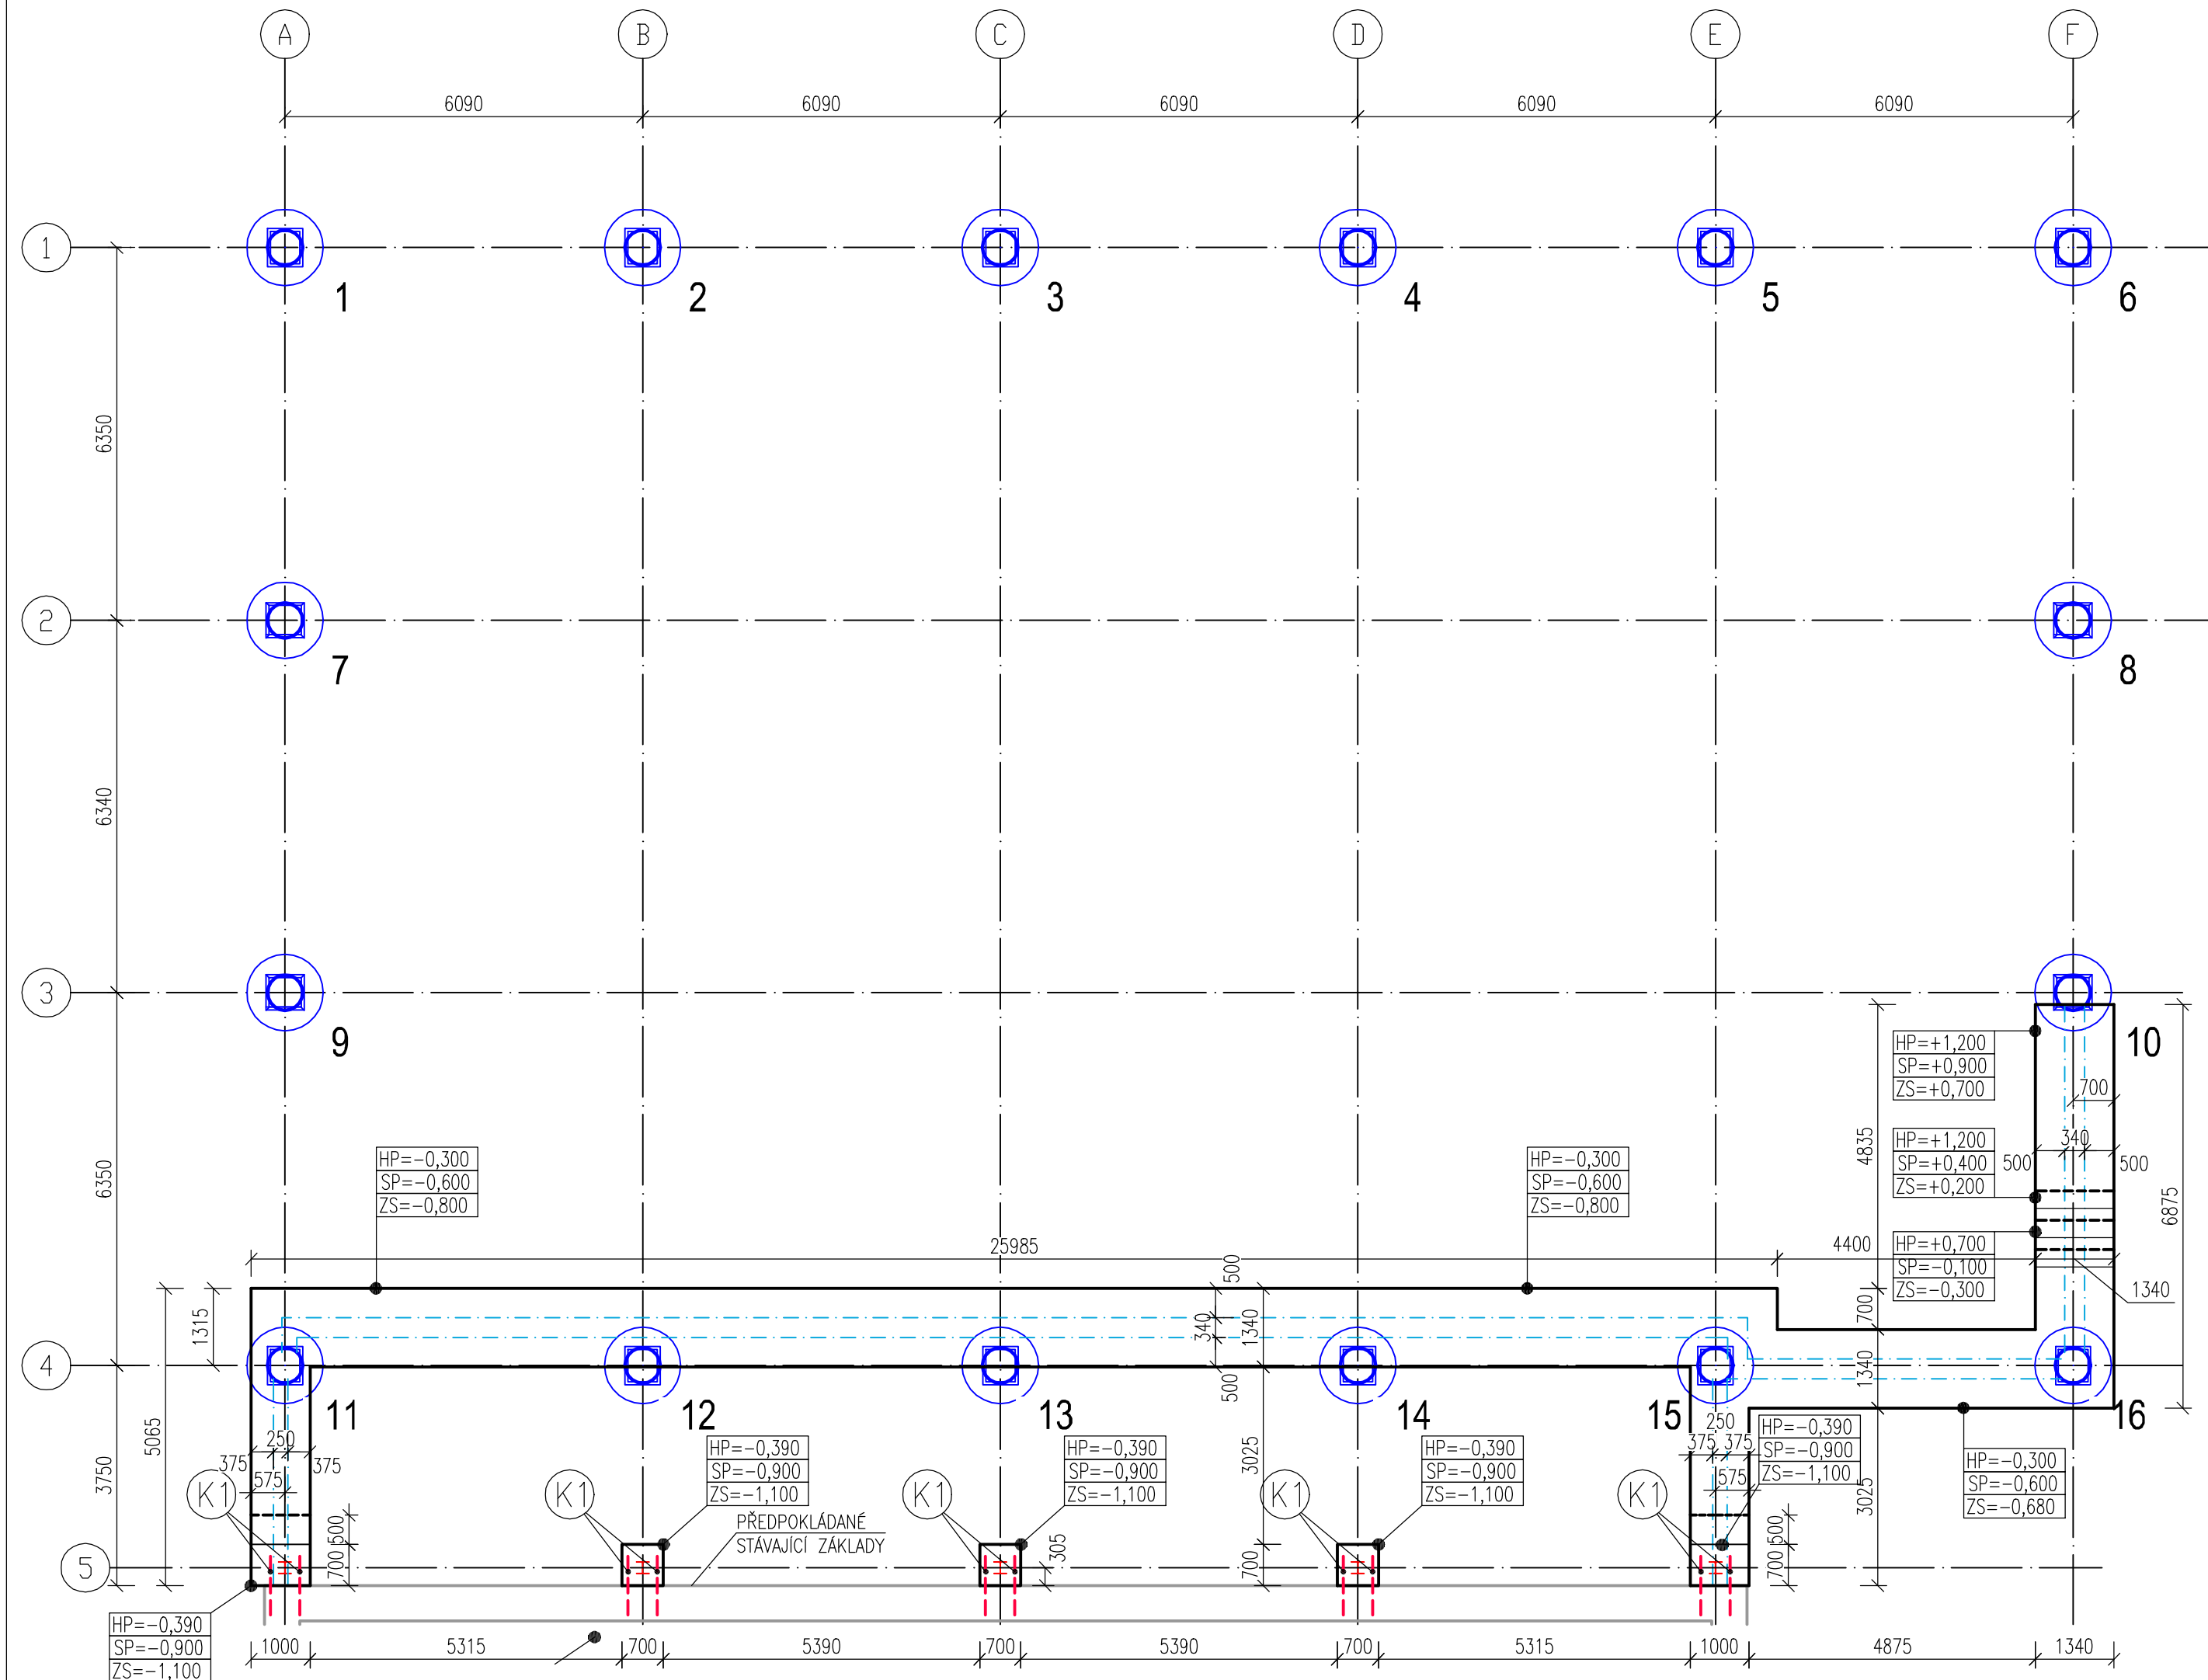 A
B
C
D
E
F
6090
6090
6090
6090
6090
1
1
2
3
4
5
6
6350
2
7
8
6340
3
9
10
HP=+1,200
SP=+0,900
ZS=+0,700
700
4835
6350
HP=+1,200
SP=+0,400
ZS=+0,200
340
500
500
6875
HP=-0,300
SP=-0,600
ZS=-0,800
HP=-0,300
SP=-0,600
ZS=-0,800
25985
4400
HP=+0,700
SP=-0,100
ZS=-0,300
1340
500
340
1340
500
1315
700
1340
4
11
12
13
14
15
16
5065
3750
250
375
375
575
K1
500
700
K1
HP=-0,390
SP=-0,900
ZS=-1,100
PŘEDPOKLÁDANÉ
STÁVAJÍCÍ ZÁKLADY
K1
HP=-0,390
SP=-0,900
ZS=-1,100
305
3025
700
K1
HP=-0,390
SP=-0,900
ZS=-1,100
K1
250
375
375
575
HP=-0,390
SP=-0,900
ZS=-1,100
500
700
3025
HP=-0,300
SP=-0,600
ZS=-0,680
5
HP=-0,390
SP=-0,900
ZS=-1,100
1000
5315
700
5390
700
5390
700
5315
1000
4875
1340